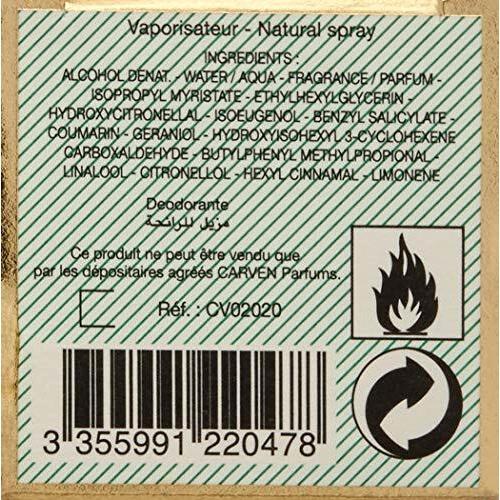 Vaporisateur - Natural spray
INGREDIENTS :
ALCOHOL DENAT. - WATER / AQUA - FRAGRANCE / PARFUM -
ISOPROPYL MYRISTATE - ETHYLHEXYLGLYCERIN -
HYDROXYCITRONELLAL - ISOEUGENOL - BENZYL SALICYLATE -
COUMARIN - GERANIOL - HYDROXYISOHEXYL 3-CYCLOHEXENE
CARBOXALDEHYDE - BUTYLPHENYL METHYLPROPIONAL -
LINALOOL - CITRONELLOL - HEXYL CINNAMAL - LIMONENE
Deodorante
مزيل للرائحة
Ce produit ne peut être vendu que
par les dépositaires agréés CARVEN Parfums.
Réf. : CV02020
3 355991 220478